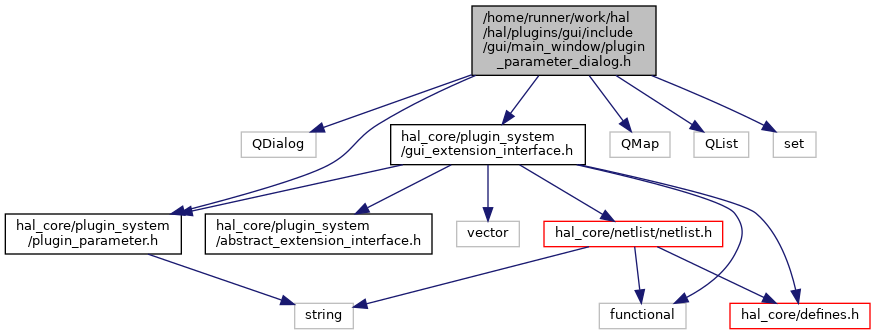 /home/runner/work/hal
/hal/plugins/gui/include
/gui/main_window/plugin
_parameter_dialog.h
QDialog
hal_core/plugin_system
/gui_extension_interface.h
QMap
QList
set
hal_core/plugin_system
/plugin_parameter.h
hal_core/plugin_system
/abstract_extension_interface.h
vector
hal_core/netlist/netlist.h
string
functional
hal_core/defines.h